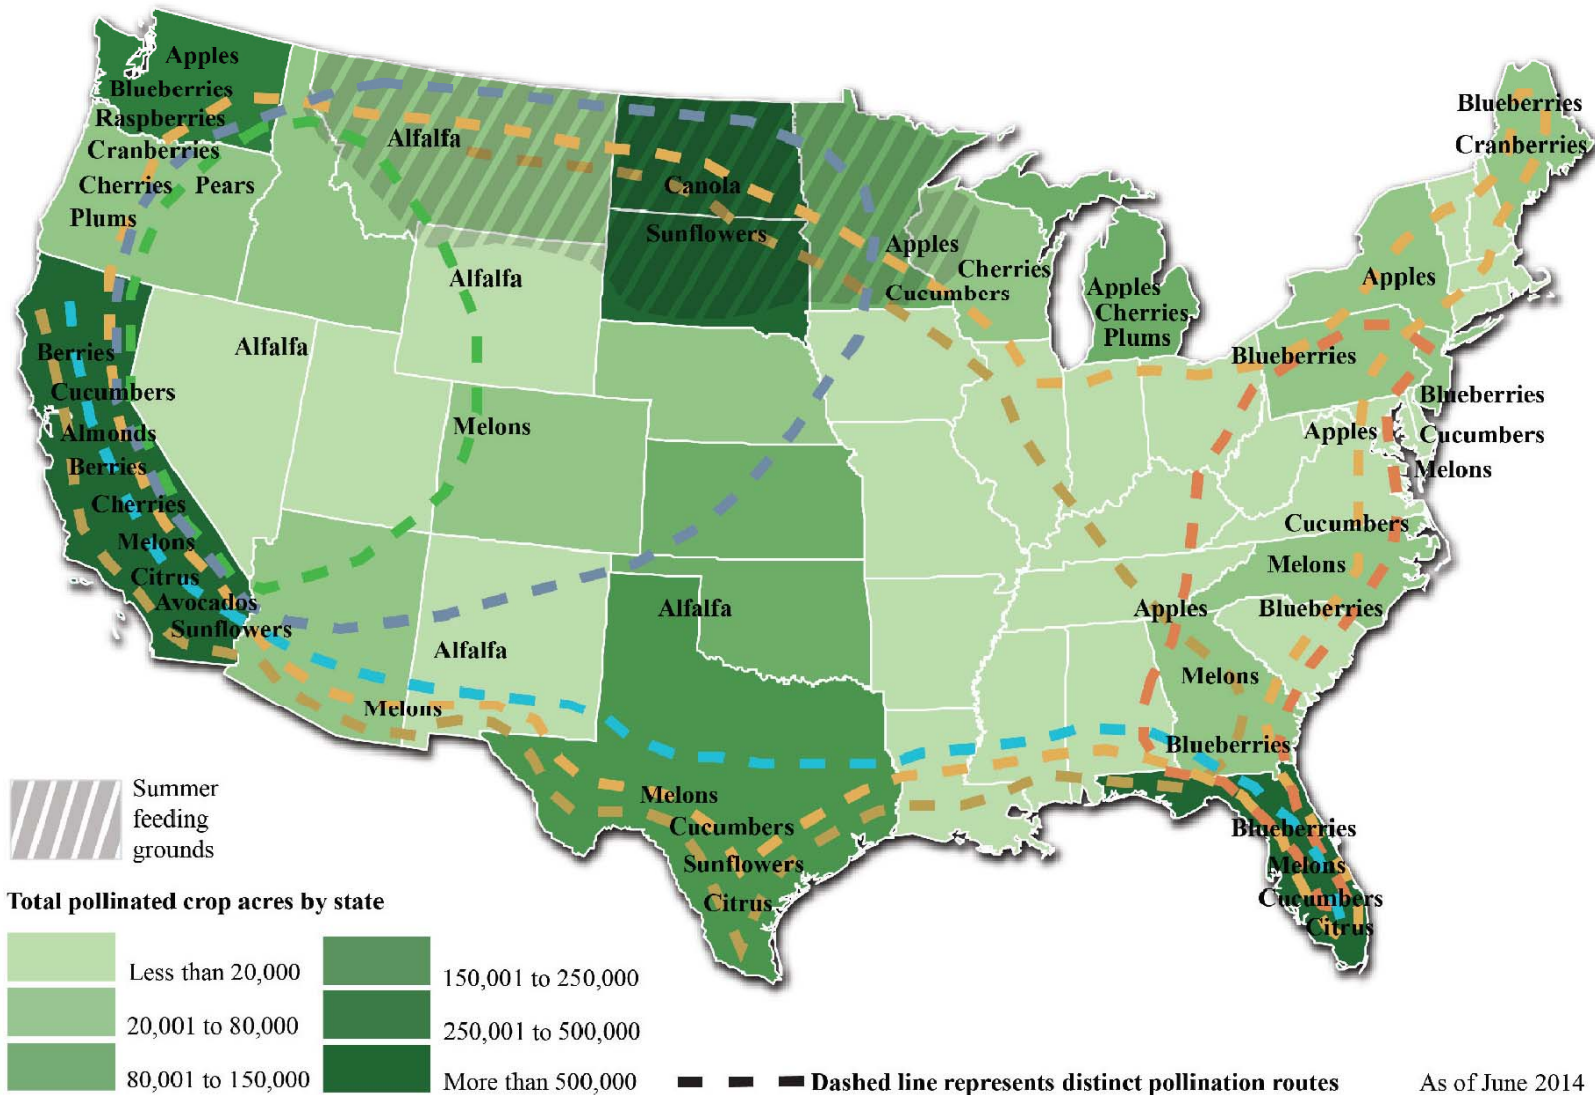 Apples
Blueberries
Raspberries
Cranberries
Cherries
Pears
Plums
Alfalfa
Canola
Sunflowers
Alfalfa
Alfalfa
Melons
Apples
Cherries
Cucumbers
Apples
Cherries
Plums
Blueberries
Cranberries
Apples
Blueberries
Blueberries
Apples
Cucumbers
Melons
Cucumbers
Melons
Blueberries
Apples
Melons
Blueberries
Berries
Cucumbers
Almonds
Berries
Cherries
Melons
Citrus
Avocados
Sunflowers
Alfalfa
Alfalfa
Melons
Melons
Cucumbers
Sunflowers
Citrus
Blueberries
Melons
Cucumbers
Citrus
Summer
feeding
grounds
Total pollinated crop acres by state
Less than 20,000
20,001 to 80,000
80,001 to 150,000
150,001 to 250,000
250,001 to 500,000
More than 500,000
Dashed line represents distinct pollination routes
As of June 2014